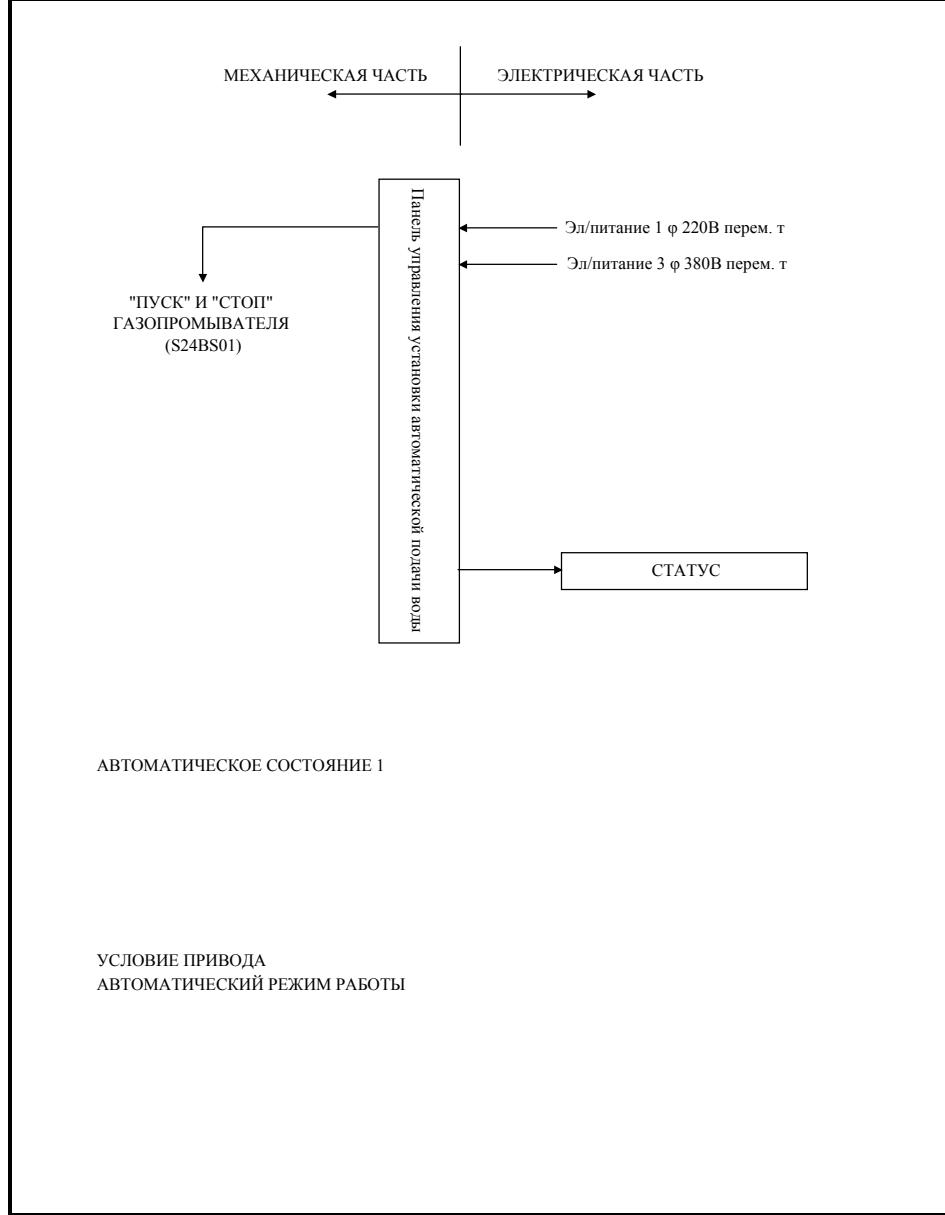 МЕХАНИЧЕСКАЯ ЧАСТЬ
ЭЛЕКТРИЧЕСКАЯ ЧАСТЬ
Панель управления установки автоматической подачи воды
Эл/питание 1 φ 220В перем. т
Эл/питание 3 φ 380В перем. т
"ПУСК" И "СТОП"
ГАЗОПРОМЫВАТЕЛЯ
(S24BS01)
СТАТУС
АВТОМАТИЧЕСКОЕ СОСТОЯНИЕ 1
УСЛОВИЕ ПРИВОДА
АВТОМАТИЧЕСКИЙ РЕЖИМ РАБОТЫ